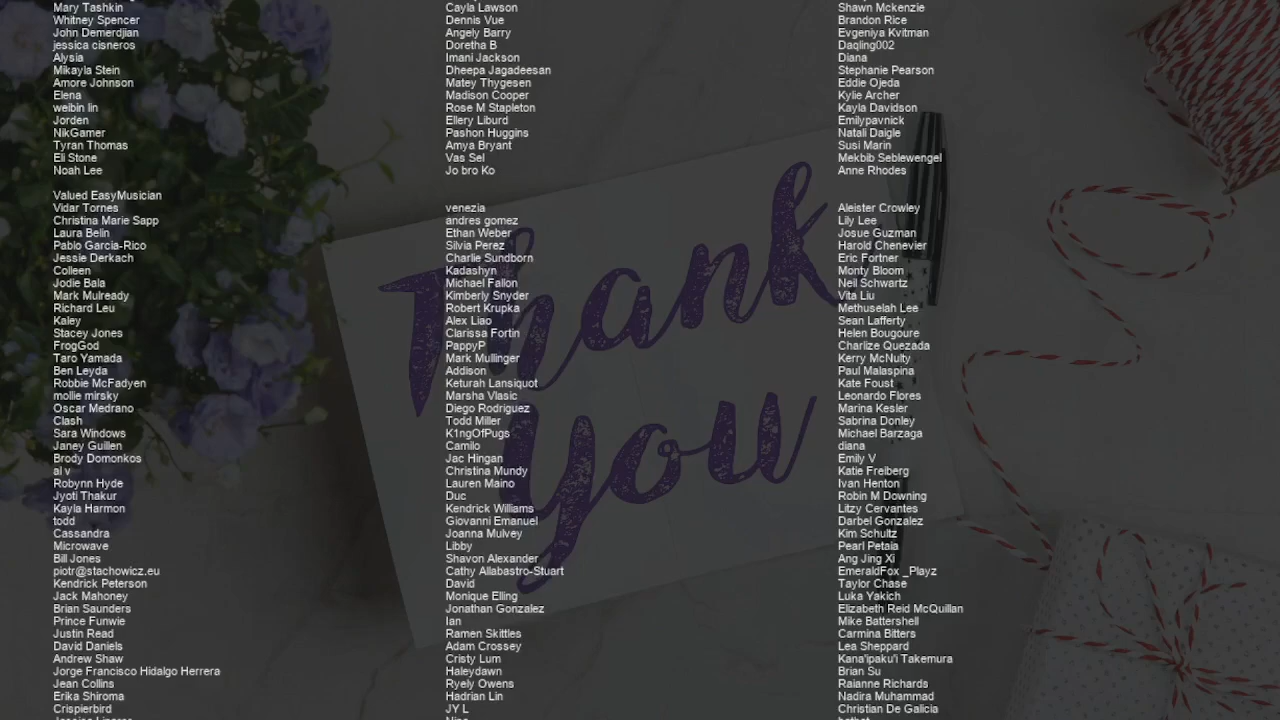 Mary Tashkin
Whitney Spencer
John Demerdjian
jessica cisneros
Alysia
Mikayla Stein
Amore Johnson
Elena
weibin lin
Jorden
NikGamer
Tyran Thomas
Eli Stone
Noah Lee
Valued EasyMusician
Vidar Tornes
Christina Marie Sapp
Laura Belin
Pablo Garcia-Rico
Jessie Derkach
Colleen
Jodie Bala
Mark Mulready
Richard Leu
Kaley
Stacey Jones
FrogGod
Taro Yamada
Ben Leyda
Robbie McFadyen
mollie mirsky
Oscar Medrano
Clash
Sara Windows
Janey Guillen
Brody Domonkos
al v
Robynn Hyde
Jyoti Thakur
Kayla Harmon
todd
Cassandra
Microwave
Bill Jones
piotr@stachowicz.eu
Kendrick Peterson
Jack Mahoney
Brian Saunders
Prince Funwie
Justin Read
David Daniels
Andrew Shaw
Jorge Francisco Hidalgo Herrera
Jean Collins
Erika Shiroma
Crispierbird
Cayla Lawson
Dennis Vue
Angely Barry
Doretha B
Imani Jackson
Dheepa Jagadeesan
Matey Thygesen
Madison Cooper
Rose M Stapleton
Ellery Liburd
Pashon Huggins
Amya Bryant
Vas Sel
Jo bro Ko
venezia
andres gomez
Ethan Weber
Silvia Perez
Charlie Sundborn
Kadashyn
Michael Fallon
Kimberly Snyder
Robert Krupka
Alex Liao
Clarissa Fortin
PappyP
Mark Mullinger
Addison
Keturah Lansiquot
Marsha Vlasic
Diego Rodriguez
Todd Miller
K1ngOfPugs
Camilo
Jac Hingan
Christina Mundy
Lauren Maino
Duc
Kendrick Williams
Giovanni Emanuel
Joanna Mulvey
Libby
Shavon Alexander
Cathy Allabastro-Stuart
David
Monique Elling
Jonathan Gonzalez
Ian
Ramen Skittles
Adam Crossey
Cristy Lum
Haleydawn
Ryely Owens
Hadrian Lin
JY L
Shawn Mckenzie
Brandon Rice
Evgeniya Kvitman
Daqling002
Diana
Stephanie Pearson
Eddie Ojeda
Kylie Archer
Kayla Davidson
Emilypavnick
Natali Daigle
Susi Marin
Mekbib Seblewengel
Anne Rhodes
Aleister Crowley
Lily Lee
Josue Guzman
Harold Chenevier
Eric Fortner
Monty Bloom
Neil Schwartz
Vita Liu
Methuselah Lee
Sean Lafferty
Helen Bougoure
Charlize Quezada
Kerry McNulty
Paul Malaspina
Kate Foust
Leonardo Flores
Marina Kesler
Sabrina Donley
Michael Barzaga
diana
Emily V
Katie Freiberg
Ivan Henton
Robin M Downing
Litzy Cervantes
Darbel Gonzalez
Kim Schultz
Pearl Petaia
Ang Jing Xi
EmeraldFox _Playz
Taylor Chase
Luka Yakich
Elizabeth Reid McQuillan
Mike Battershell
Carmina Bitters
Lea Sheppard
Kana'ipaku'i Takemura
Brian Su
Raianne Richards
Nadira Muhammad
Christian De Galicia
Thank
you